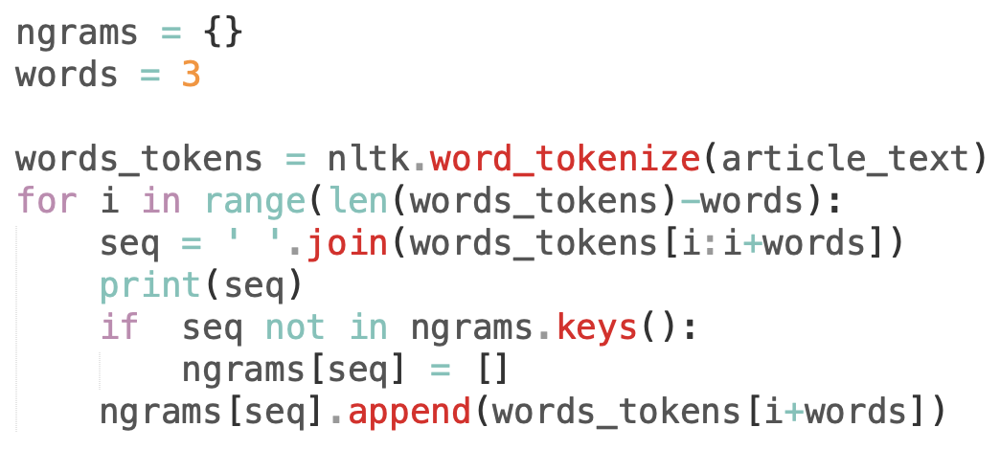 ngrams = {}
words = 3

words_tokens = nltk.word_tokenize(article_text)
for i in range(len(words_tokens)-words):
    seq = ' '.join(words_tokens[i:i+words])
    print(seq)
    if  seq not in ngrams.keys():
        ngrams[seq] = []
    ngrams[seq].append(words_tokens[i+words])